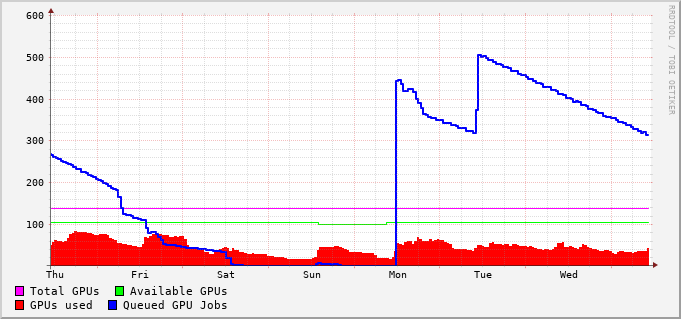 600
500
400
300
200
100
Thu Fri Sat Sun Mon Tue Wed
Total GPUs Available GPUs
GPUs used Queued GPU Jobs
RRDTOOL / TOBI OETIKER